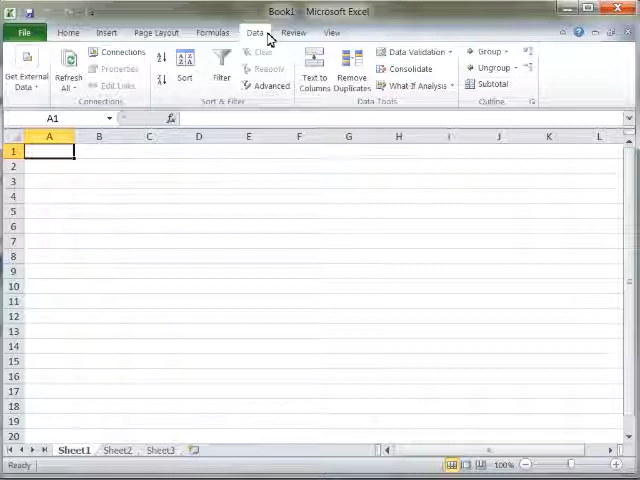 Book1 - Microsoft Excel
File Home Insert Page Layout Formulas Data Review View
Get External Data
Refresh All
Connections
Properties
Edit Links
Connections
Sort
Filter
Clear
Reapply
Advanced
Sort & Filter
Text to Columns
Remove Duplicates
Data Validation
Consolidate
What-If Analysis
Data Tools
Group
Ungroup
Subtotal
Outline
A1 fx
A B C D E F G H I J K L
1
2
3
4
5
6
7
8
9
10
11
12
13
14
15
16
17
18
19
20
Sheet1 Sheet2 Sheet3
Ready 100%